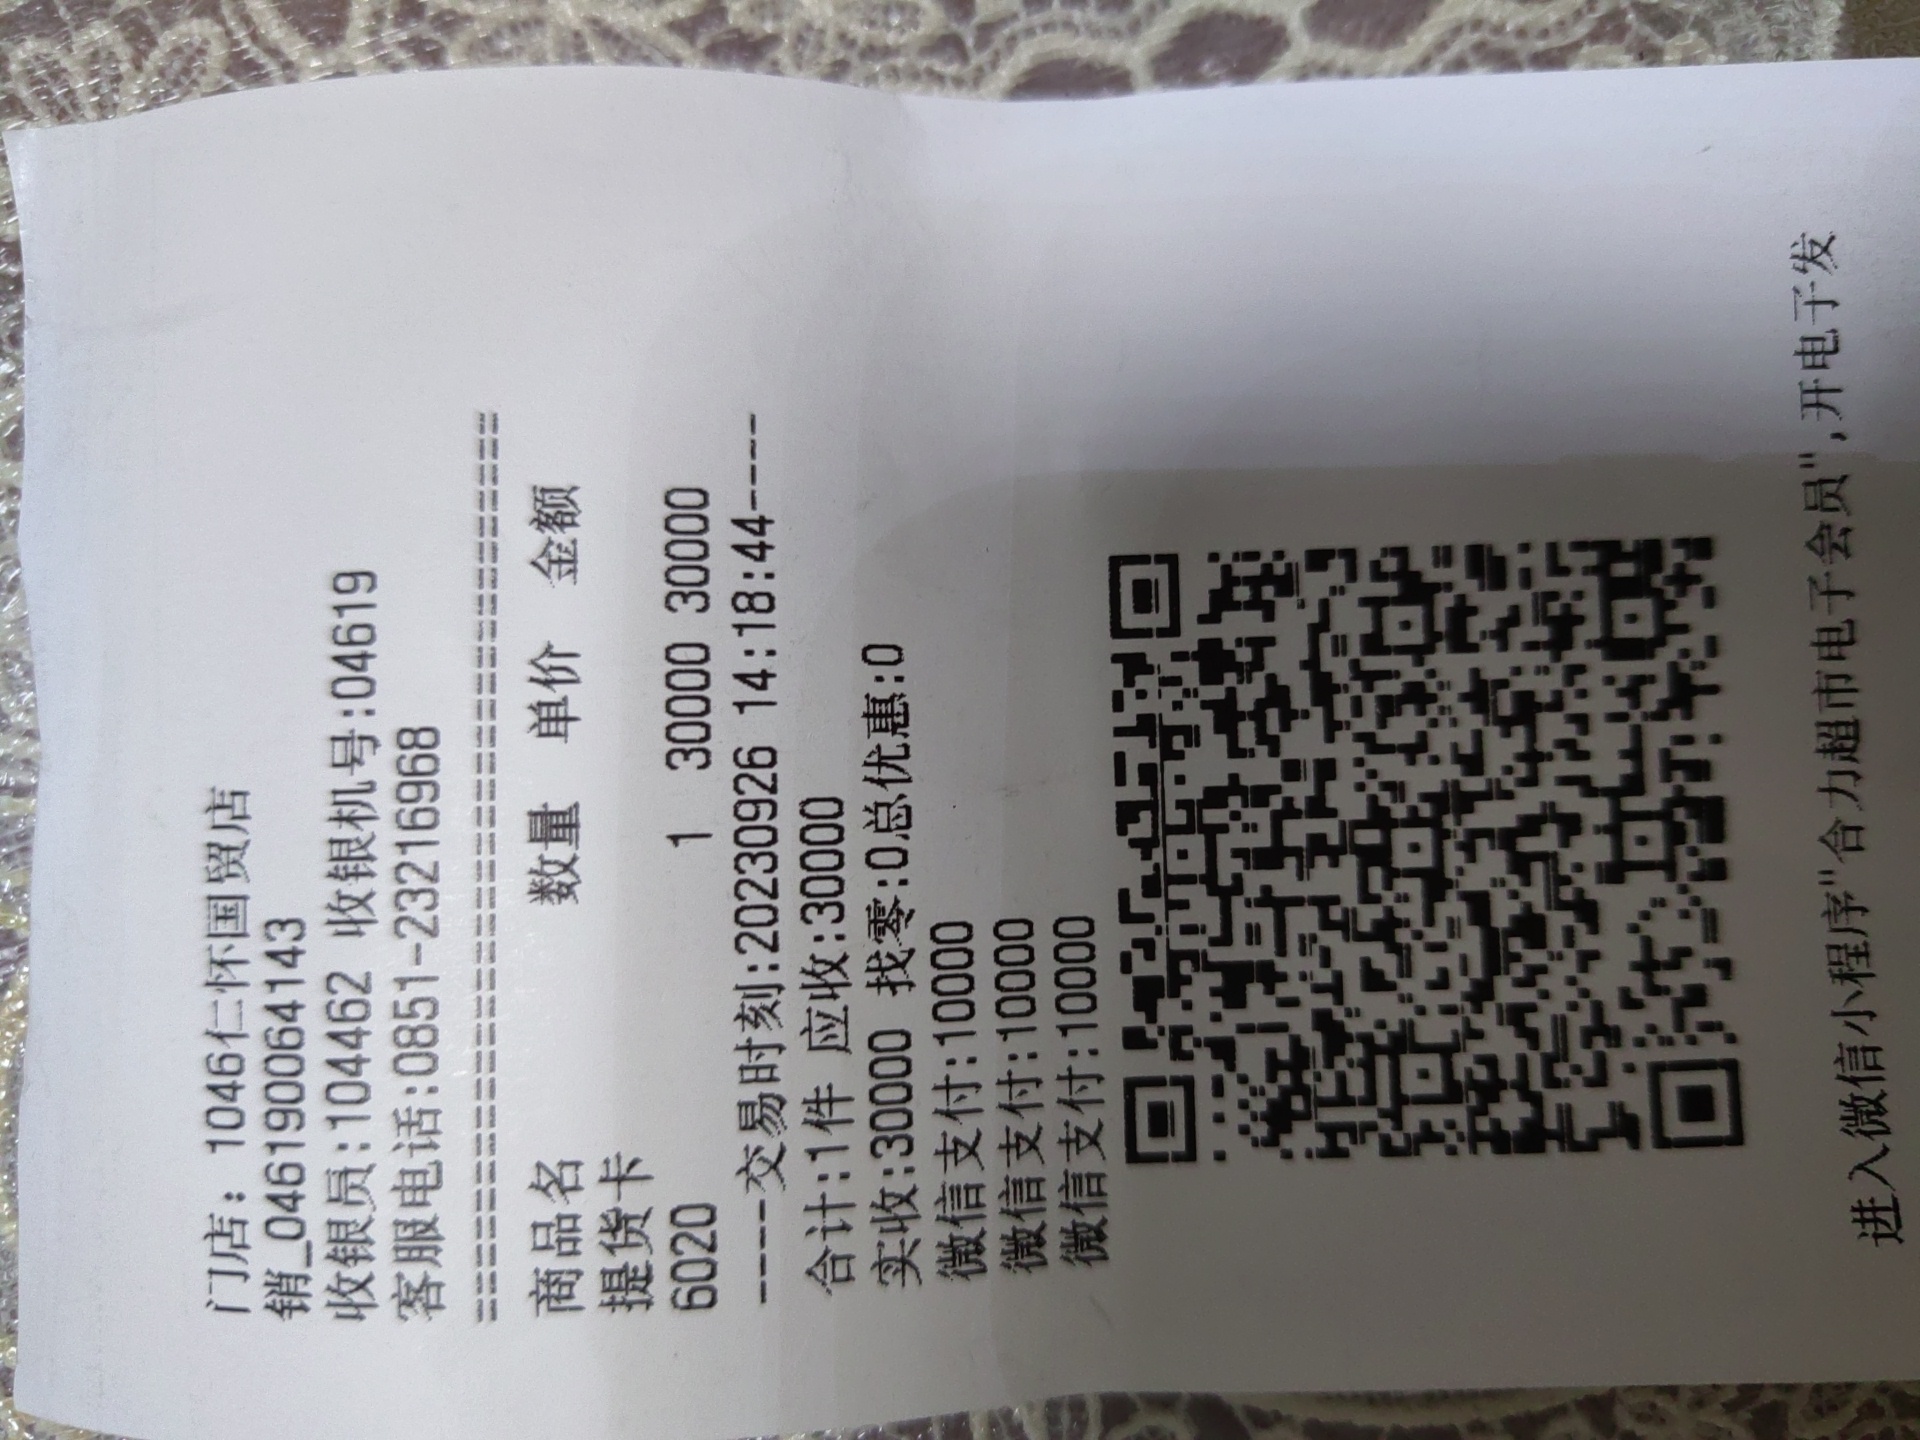 门店: 1046仁怀国贸店
销_046190064143
收银员:104462 收银机号:04619
客服电话:0851-23216968
========================================
商品名 数量 单价 金额
提货卡
6020 1 30000 30000
-----交易时刻:20230926 14:18:44-----
合计:1件 应收:30000
实收:30000 找零:0总优惠:0
微信支付:10000
微信支付:10000
微信支付:10000
进入微信小程序"合力超市电子会员",开电子发